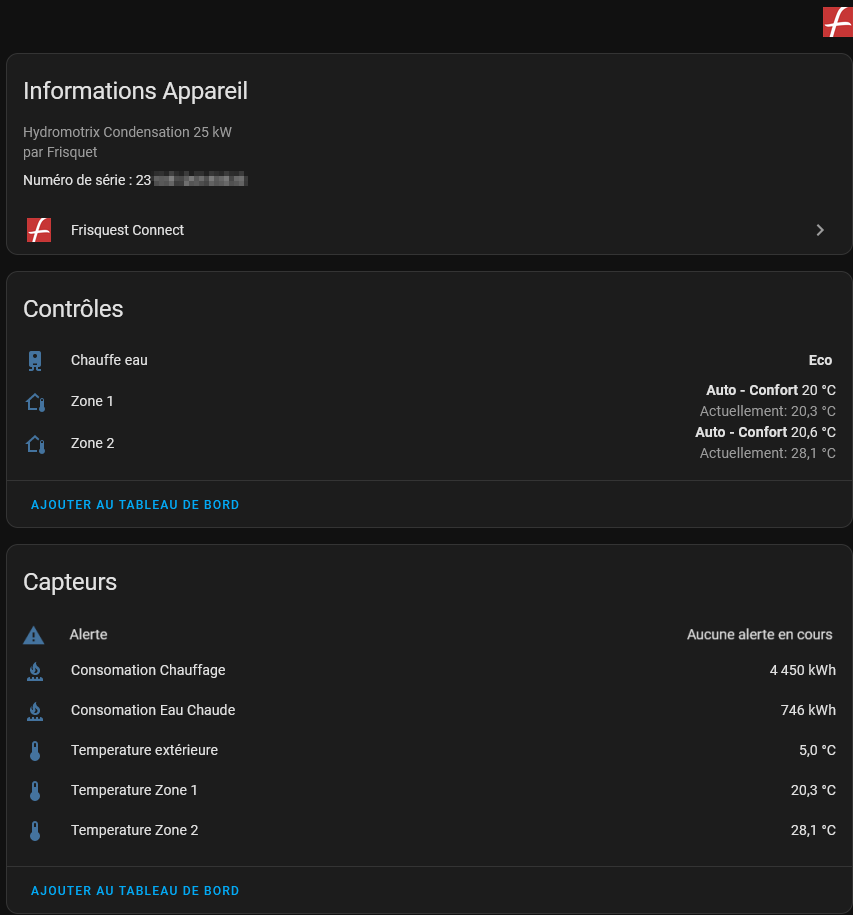 Informations Appareil
Hydromotrix Condensation 25 kW
par Frisquet
Numéro de série : 23
Frisquest Connect
Contrôles
Chauffe eau Eco
Zone 1 Auto - Confort 20 °C
Actuellement: 20,3 °C
Zone 2 Auto - Confort 20,6 °C
Actuellement: 28,1 °C
AJOUTER AU TABLEAU DE BORD
Capteurs
Alerte Aucune alerte en cours
Consomation Chauffage 4 450 kWh
Consomation Eau Chaude 746 kWh
Temperature extérieure 5,0 °C
Temperature Zone 1 20,3 °C
Temperature Zone 2 28,1 °C
AJOUTER AU TABLEAU DE BORD